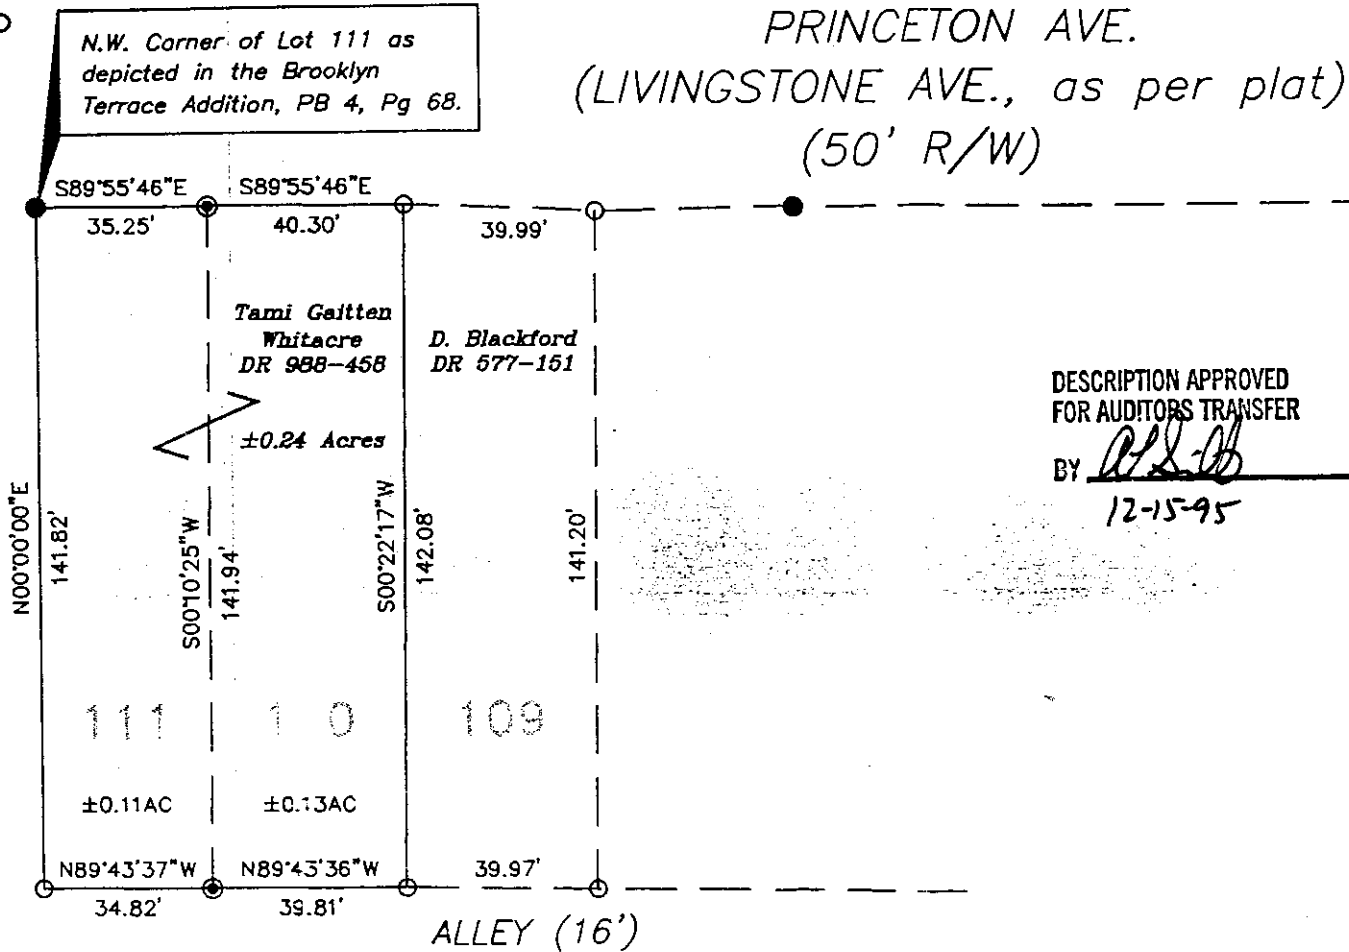 N.W. Corner of Lot 111 as
depicted in the Brooklyn
Terrace Addition, PB 4, Pg 68.
PRINCETON AVE.
(LIVINGSTONE AVE., as per plat)
(50' R/W)
S89°55'46"E
S89°55'46"E
35.25'
40.30'
39.99'
Tami Gaitten
Whitacre
DR 988-458
D. Blackford
DR 577-151
±0.24 Acres
DESCRIPTION APPROVED
FOR AUDITORS TRANSFER
BY
12-15-95
N00°00'00"E
141.82'
S00°10'25"W
141.94'
S00°22'17"W
142.08'
141.20'
111
1 0
109
±0.11AC
±0.13AC
N89°43'37"W
N89°43'36"W
39.97'
34.82'
39.81'
ALLEY (16')